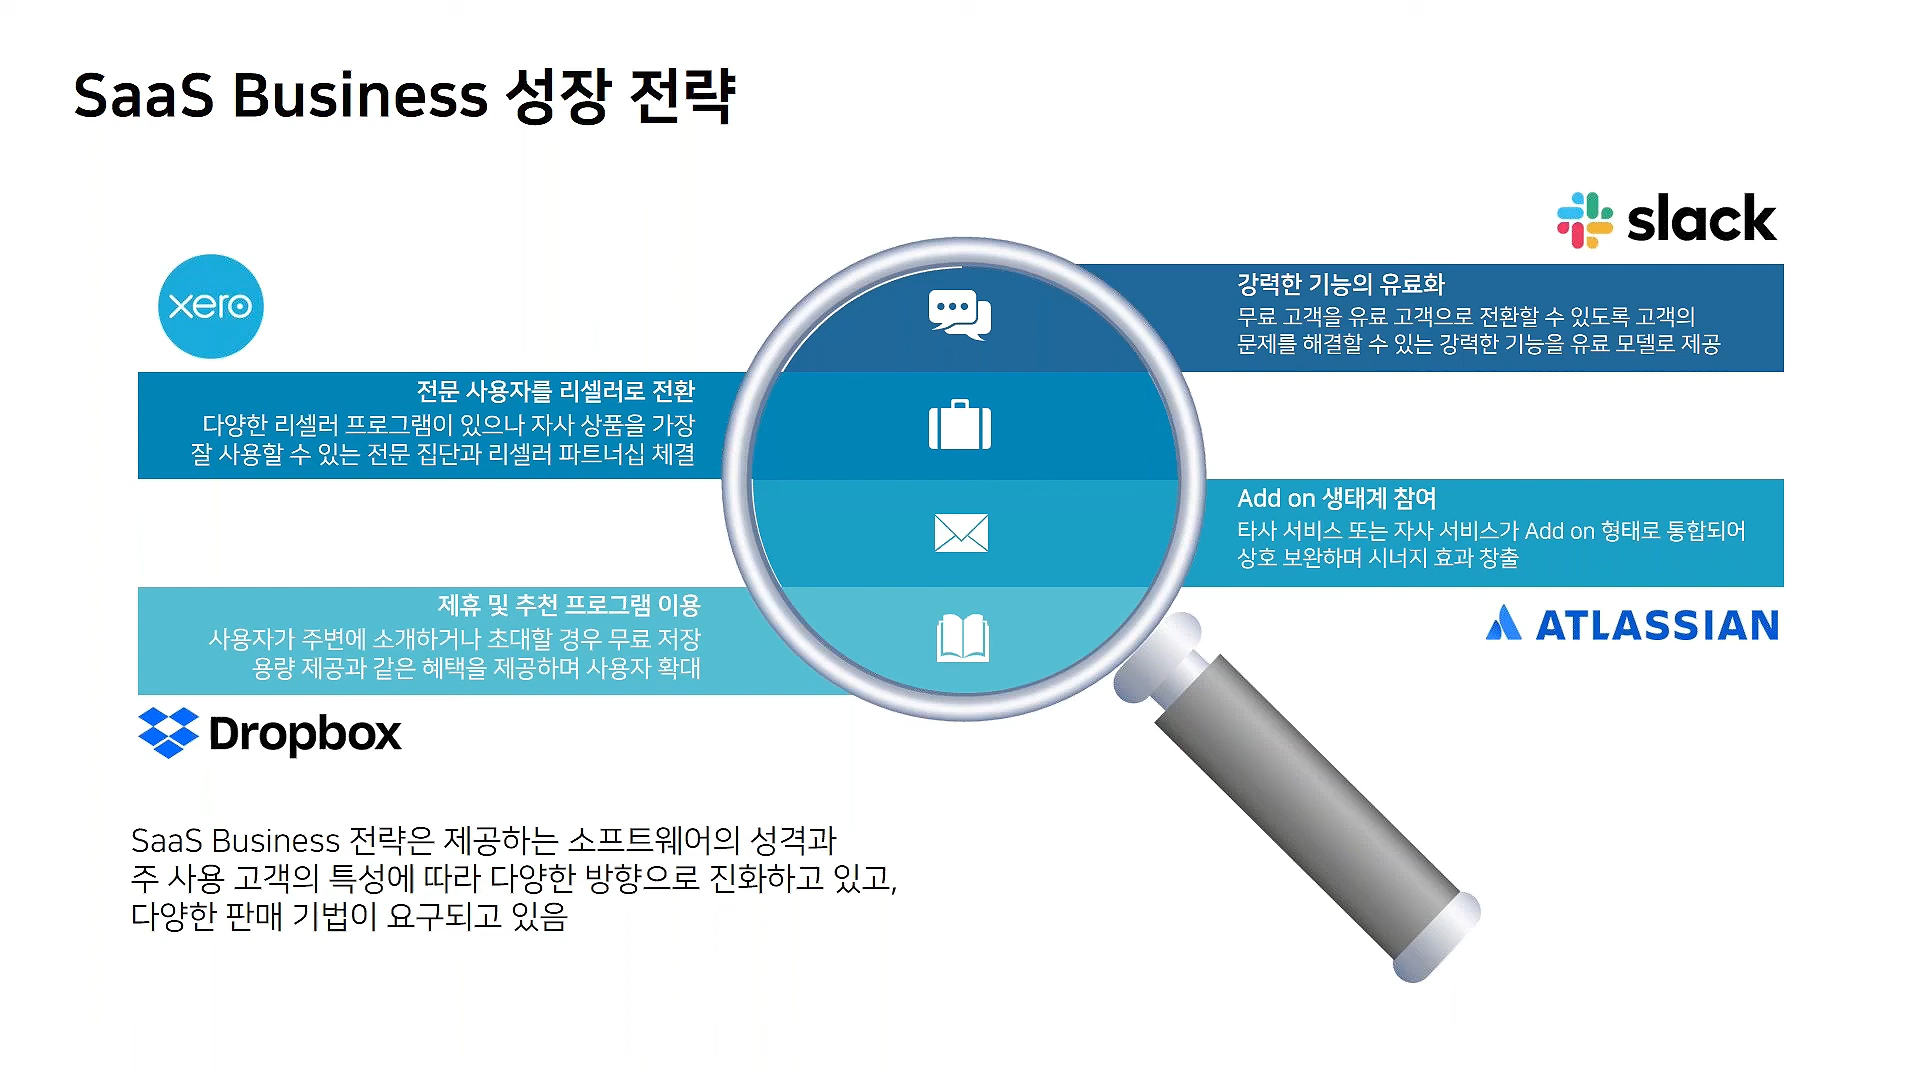 SaaS Business 성장 전략
slack
강력한 기능의 유료화
무료 고객을 유료 고객으로 전환할 수 있도록 고객의
문제를 해결할 수 있는 강력한 기능을 유료 모델로 제공
xero
전문 사용자를 리셀러로 전환
다양한 리셀러 프로그램이 있으나 자사 상품을 가장
잘 사용할 수 있는 전문 집단과 리셀러 파트너십 체결
Add on 생태계 참여
타사 서비스 또는 자사 서비스가 Add on 형태로 통합되어
상호 보완하며 시너지 효과 창출
ATLASSIAN
제휴 및 추천 프로그램 이용
사용자가 주변에 소개하거나 초대할 경우 무료 저장
용량 제공과 같은 혜택을 제공하며 사용자 확대
Dropbox
SaaS Business 전략은 제공하는 소프트웨어의 성격과
주 사용 고객의 특성에 따라 다양한 방향으로 진화하고 있고,
다양한 판매 기법이 요구되고 있음